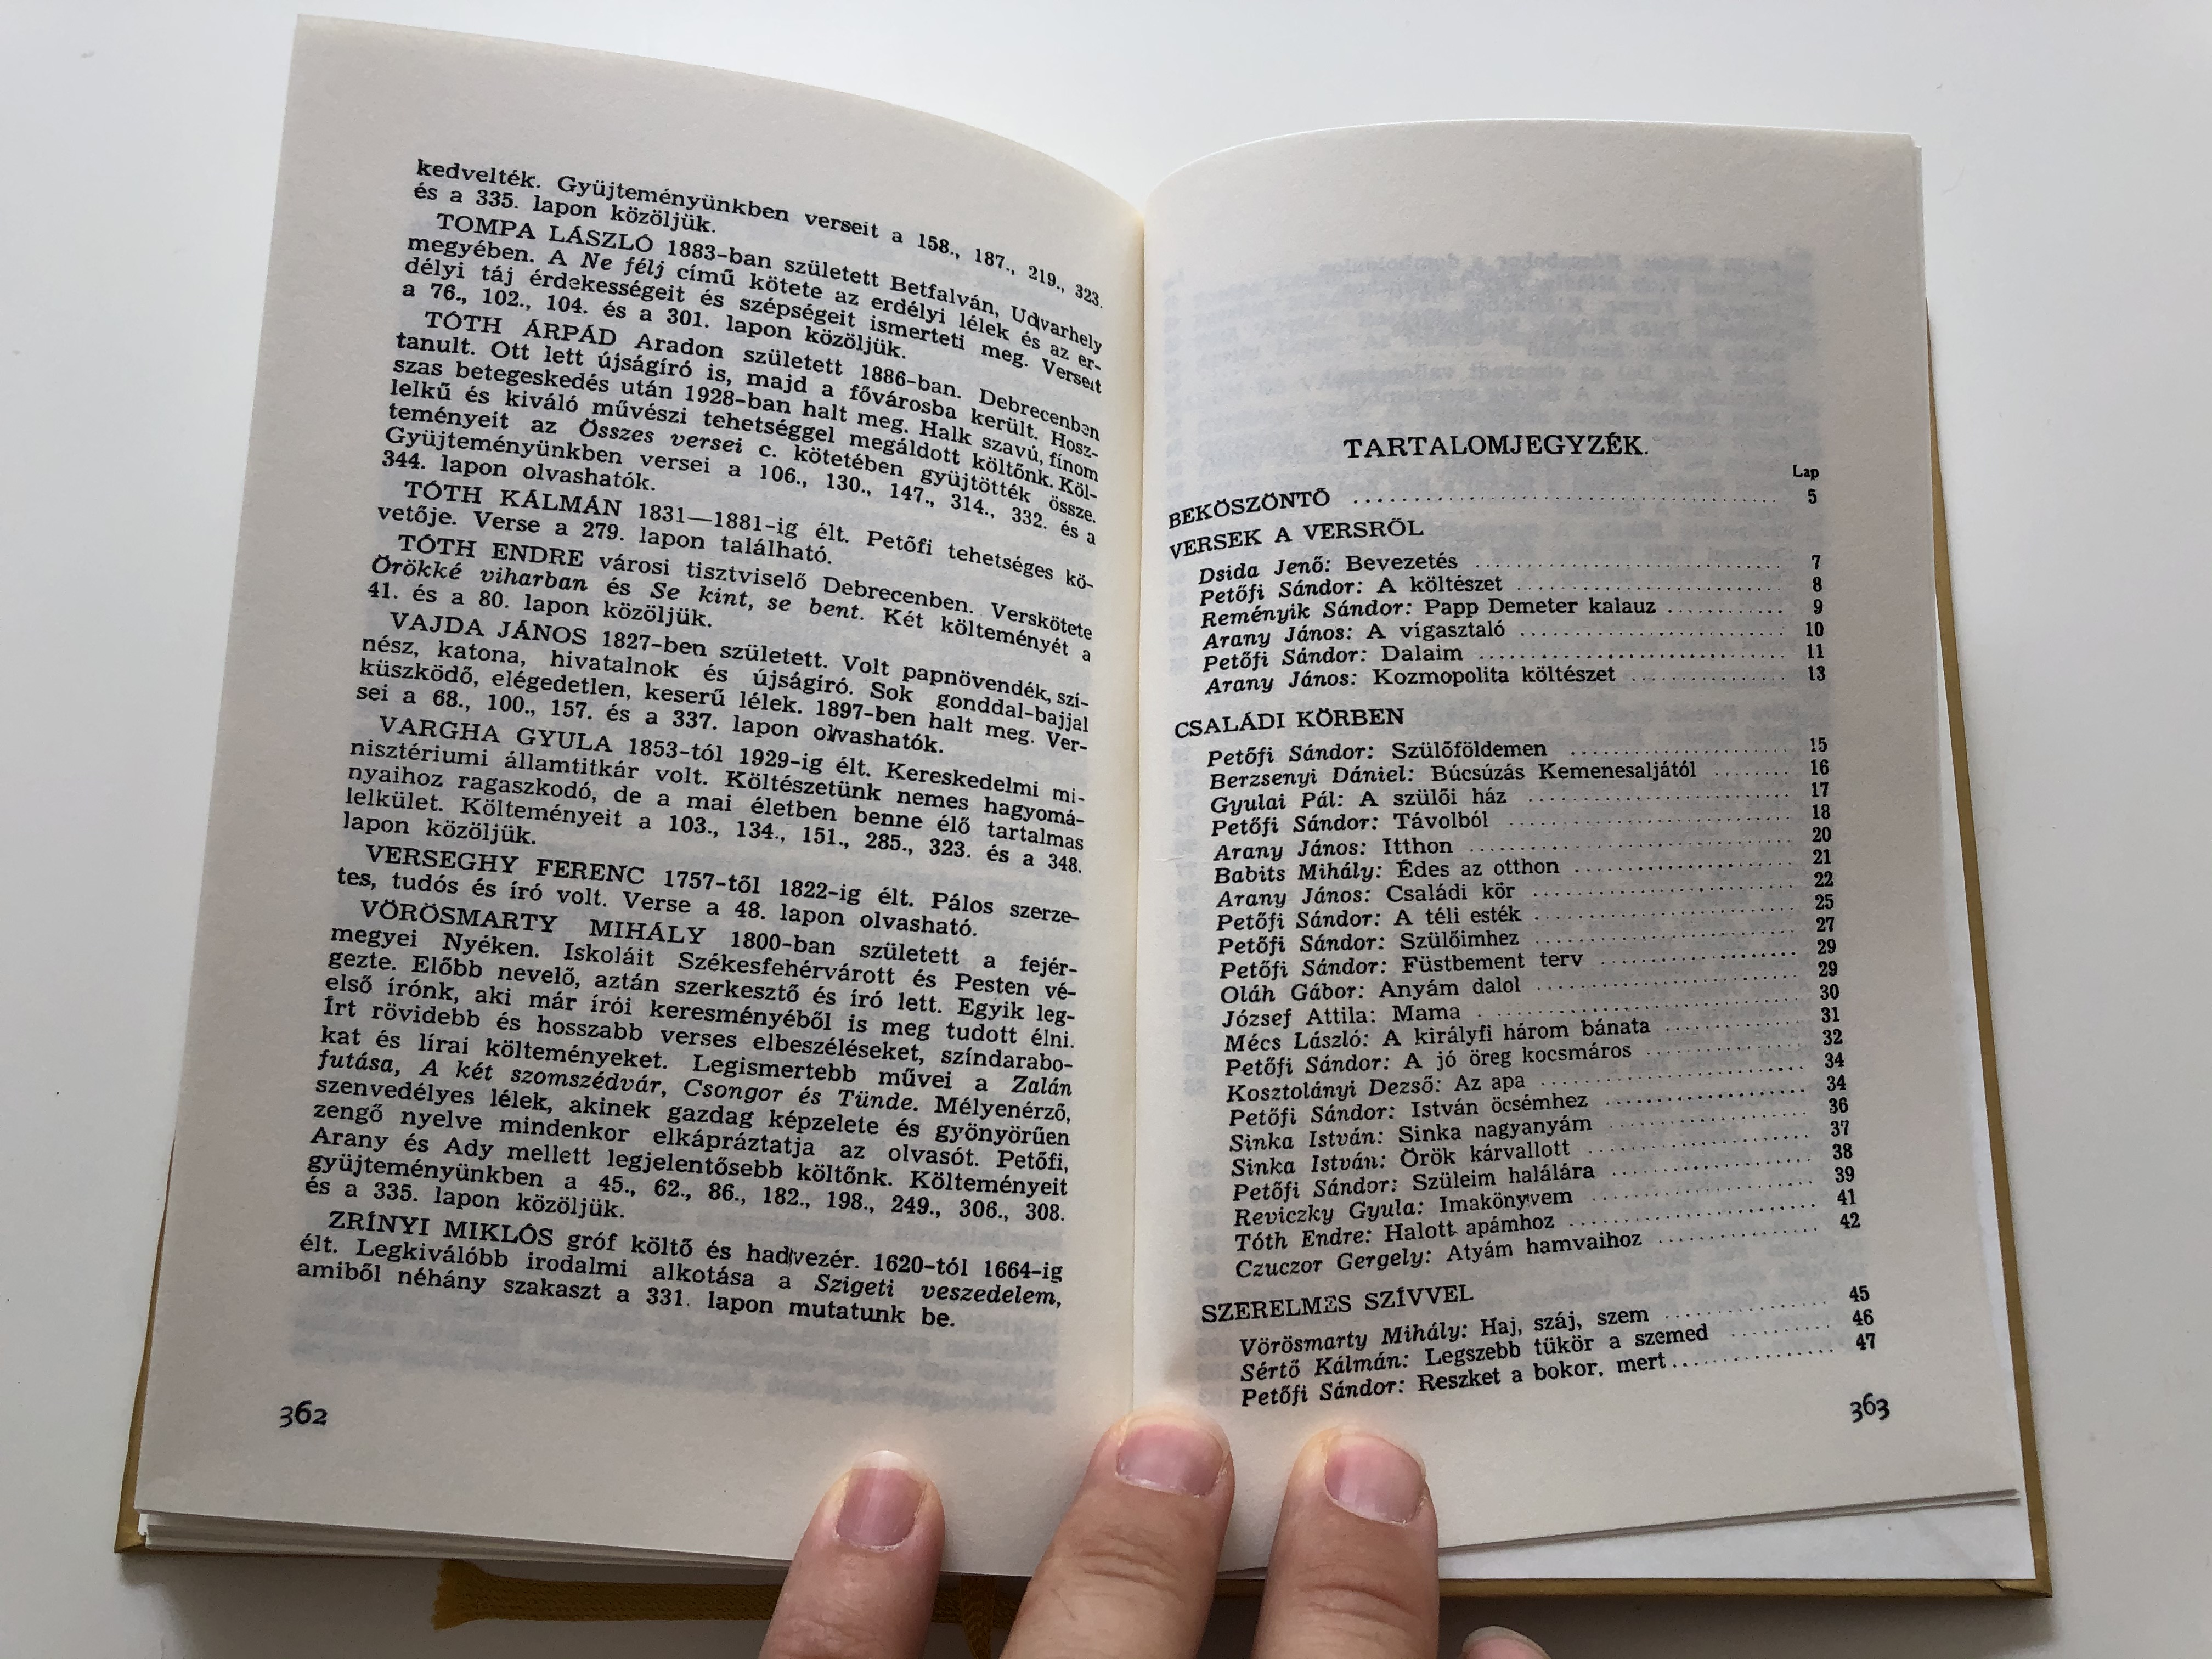 kedvelték. Gyüjteményünkben verseit a 158., 187., 219., 323.
és a 335. lapon közöljük.
TOMPA LÁSZLÓ 1883-ban született Betfalván, Udvarhely
megyében. A Ne félj című kötete az erdélyi lélek és az er-
délyi táj érdekességeit és szépségeit ismerteti meg. Verseit
a 76., 102., 104. és a 301. lapon közöljük.
TÓTH ÁRPÁD Aradon született 1886-ban. Debrecenben
tanult. Ott lett újságíró is, majd a fővárosba került. Hosz-
szas betegeskedés után 1928-ban halt meg. Halk szavú, finom
lelkű és kiváló művészi tehetséggel megáldott költőnk. Köl-
teményeit az Összes versei c. kötetében gyüjtötték össze.
Gyüjteményünkben versei a 106., 130., 147., 314., 332. és a
344. lapon olvashatók.
TÓTH KÁLMÁN 1831—1881-ig élt. Petőfi tehetséges kö-
vetője. Verse a 279. lapon található.
TÓTH ENDRE városi tisztviselő Debrecenben. Verskötete
Örökké viharban és Se kint, se bent. Két költeményét a
41. és a 80. lapon közöljük.
VAJDA JÁNOS 1827-ben született. Volt papnövendék, szí-
nész, katona, hivatalnok és újságíró. Sok gonddal-bajjal
küszködő, elégedetlen, keserű lélek. 1897-ben halt meg. Ver-
sei a 68., 100., 157. és a 337. lapon olvashatók.
VARGHA GYULA 1853-tól 1929-ig élt. Kereskedelmi mi-
nisztériumi államtitkár volt. Költészetünk nemes hagyomá-
nyaihoz ragaszkodó, de a mai életben benne élő tartalmas
lelkület. Költeményeit a 103., 134., 151., 285., 323. és a 348.
lapon közöljük.
VERSEGHY FERENC 1757-től 1822-ig élt. Pálos szerze-
tes, tudós és író volt. Verse a 48. lapon olvasható.
VÖRÖSMARTY MIHÁLY 1800-ban született a fejér-
megyei Nyéken. Iskoláit Székesfehérvárott és Pesten vé-
gezte. Előbb nevelő, aztán szerkesztő és író lett. Egyik leg-
első írónk, aki már írói keresményéből is meg tudott élni.
Írt rövidebb és hosszabb verses elbeszéléseket, színdarabo-
kat és lírai költeményeket. Legismertebb művei a Zalán
futása, A két szomszédvár, Csongor és Tünde. Mélyenérző,
szenvedélyes lélek, akinek gazdag képzelete és gyönyörűen
zengő nyelve mindenkor elkápráztatja az olvasót. Petőfi,
Arany és Ady mellett legjelentősebb költőnk. Költeményeit
gyüjteményünkben a 45., 62., 86., 182., 198., 249., 306., 308.
és a 335. lapon közöljük.
ZRÍNYI MIKLÓS gróf költő és hadvezér. 1620-tól 1664-ig
élt. Legkiválóbb irodalmi alkotása a Szigeti veszedelem,
amiből néhány szakaszt a 331. lapon mutatunk be.
362
TARTALOMJEGYZÉK.
Lap
BEKÖSZÖNTŐ 5
VERSEK A VERSRŐL
Dsida Jenő: Bevezetés 7
Petőfi Sándor: A költészet 8
Reményik Sándor: Papp Demeter kalauz 9
Arany János: A vígasztaló 10
Petőfi Sándor: Dalaim 11
Arany János: Kozmopolita költészet 13
CSALÁDI KÖRBEN
Petőfi Sándor: Szülőföldemen 15
Berzsenyi Dániel: Búcsúzás Kemenesaljától 16
Gyulai Pál: A szülői ház 17
Petőfi Sándor: Távolból 18
Arany János: Itthon 20
Babits Mihály: Édes az otthon 21
Arany János: Családi kör 22
Petőfi Sándor: A téli esték 25
Petőfi Sándor: Szülőimhez 27
Petőfi Sándor: Füstbement terv 29
Oláh Gábor: Anyám dalol 29
József Attila: Mama 30
Mécs László: A királyfi három bánata 31
Petőfi Sándor: A jó öreg kocsmáros 32
Kosztolányi Dezső: Az apa 34
Petőfi Sándor: István öcsémhez 34
Sinka István: Sinka nagyanyám 36
Sinka István: Örök kárvallott 37
Petőfi Sándor: Szüleim halálára 38
Reviczky Gyula: Imakönyvem 39
Tóth Endre: Halott apámhoz 41
Czuczor Gergely: Atyám hamvaihoz 42
SZERELMES SZÍVVEL
Vörösmarty Mihály: Haj, száj, szem 45
Sértő Kálmán: Legszebb tükör a szemed 46
Petőfi Sándor: Reszket a bokor, mert 47
363